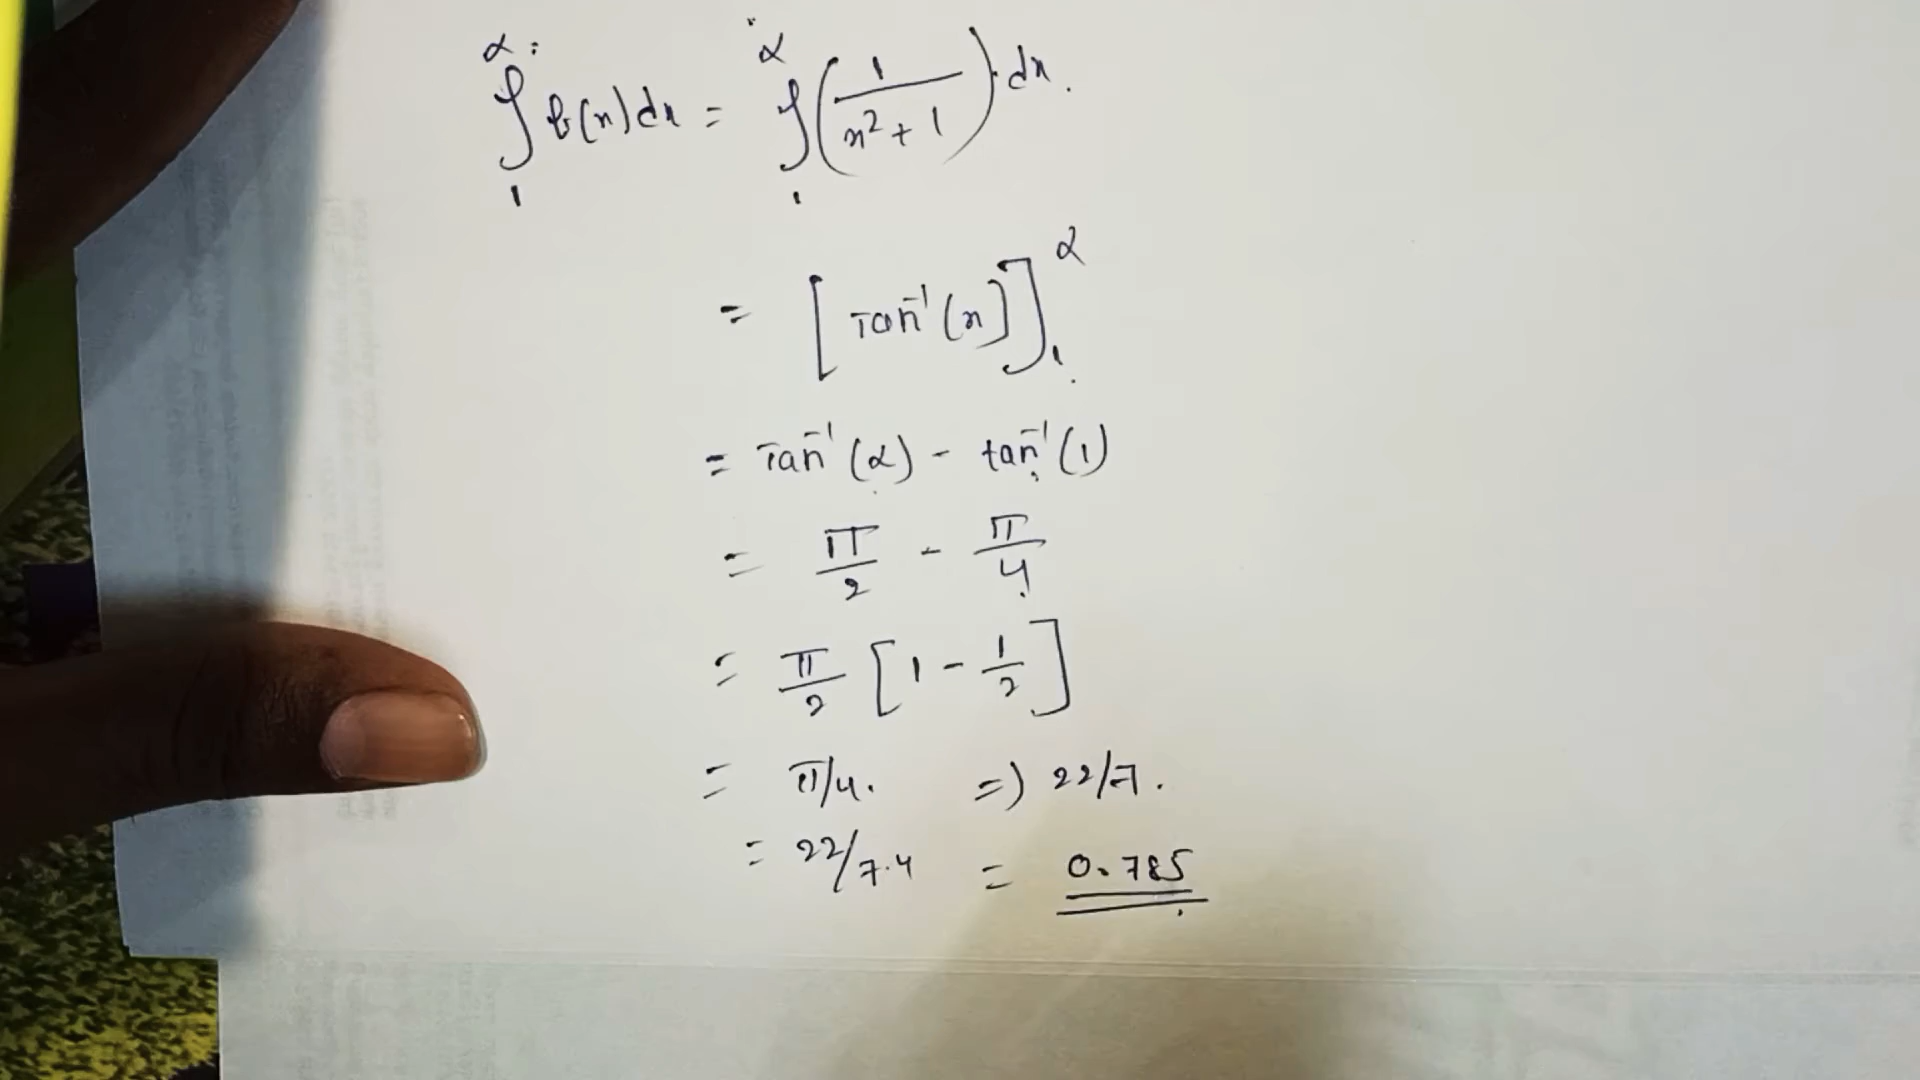 ∫₁^α f(x)dx = ∫₁^α (1/(x²+1)) dx.
= [Tan⁻¹(x)]₁^α
= Tan⁻¹(α) - tan⁻¹(1)
= π/2 - π/4
= π/2 [1 - 1/2]
= π/4. => 22/7.
= 22/7.4 = 0.785